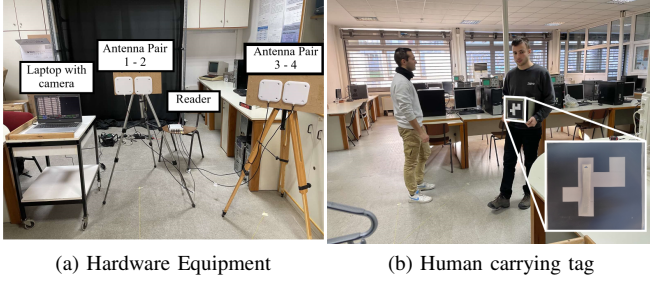 Laptop with
camera
Antenna Pair
1 - 2
Reader
Antenna Pair
3 - 4
(a) Hardware Equipment
(b) Human carrying tag